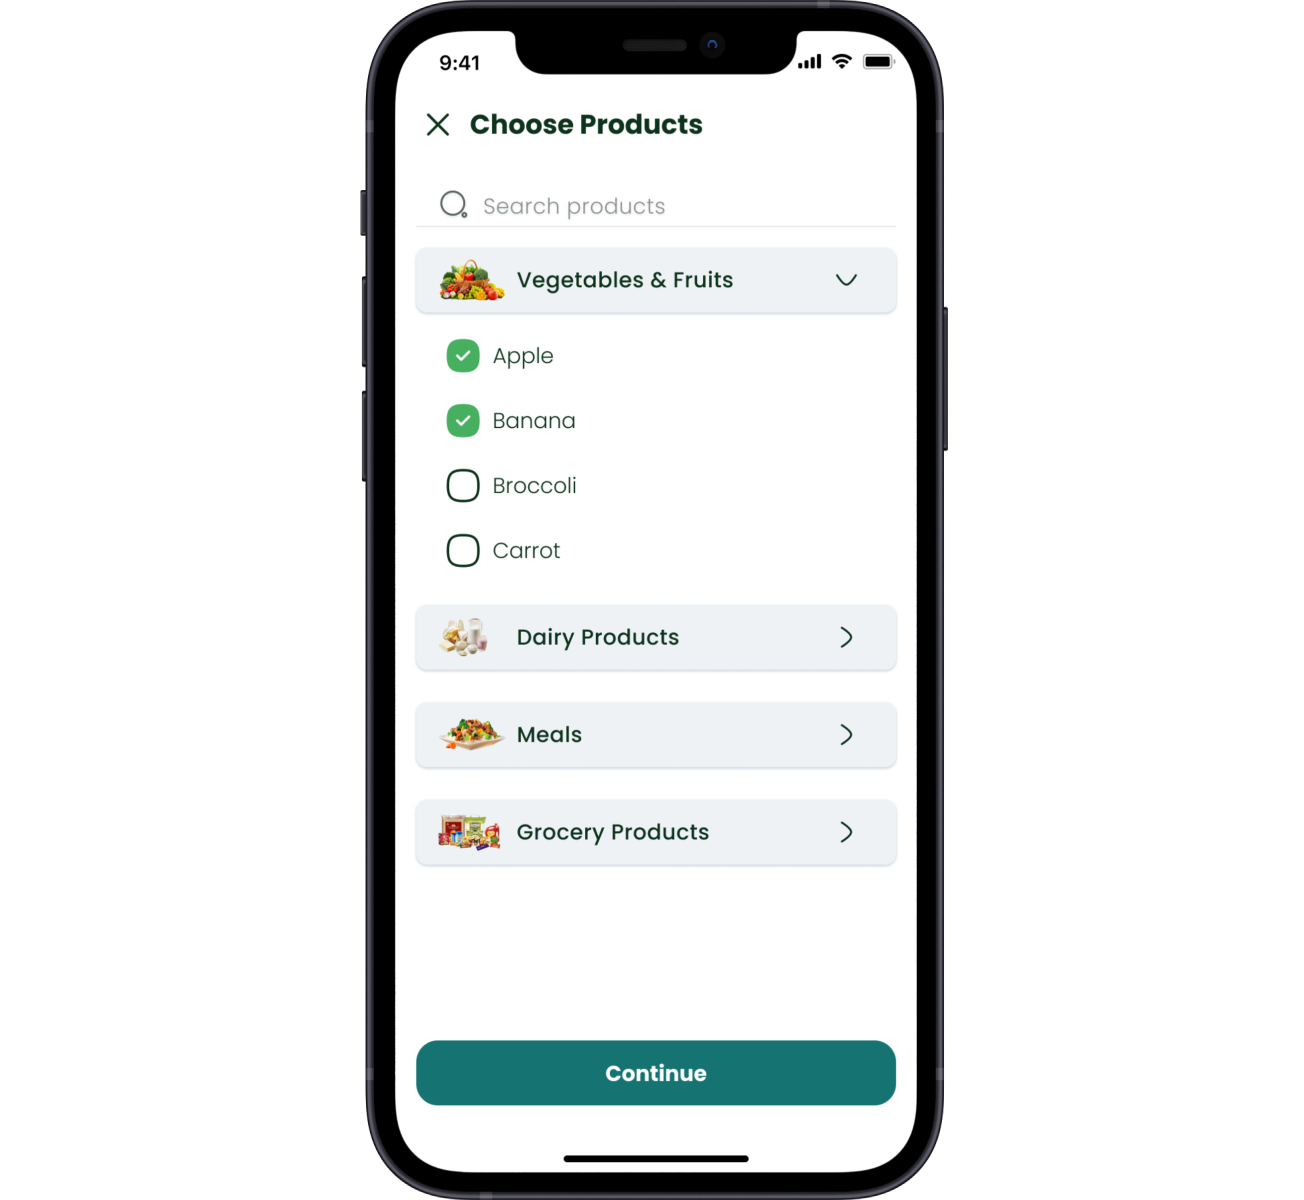 9:41
Choose Products
Search products
Vegetables & Fruits
Apple
Banana
Broccoli
Carrot
Dairy Products
Meals
Grocery Products
Continue